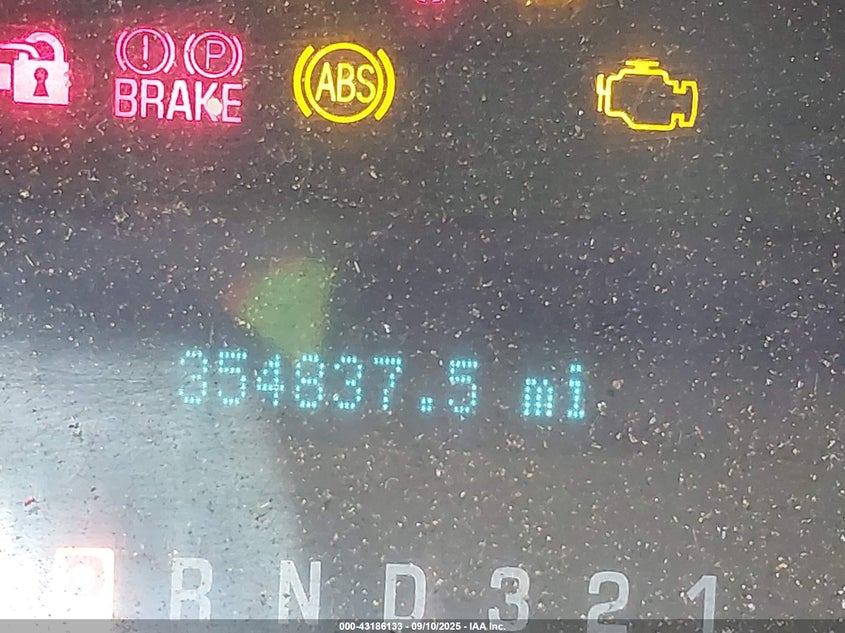 ! P
BRAKE
ABS
354837.5 mi
P R N D 3 2 1
000-43186133 - 09/10/2025 - IAA Inc.